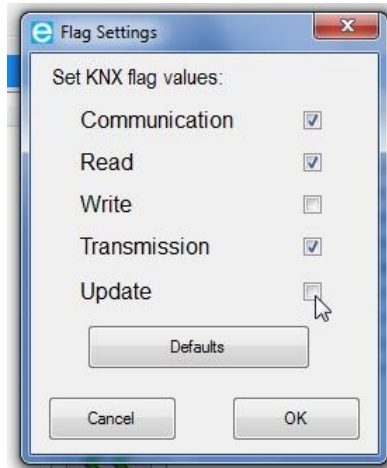 Flag Settings
Set KNX flag values:
Communication
Read
Write
Transmission
Update
Defaults
Cancel
OK